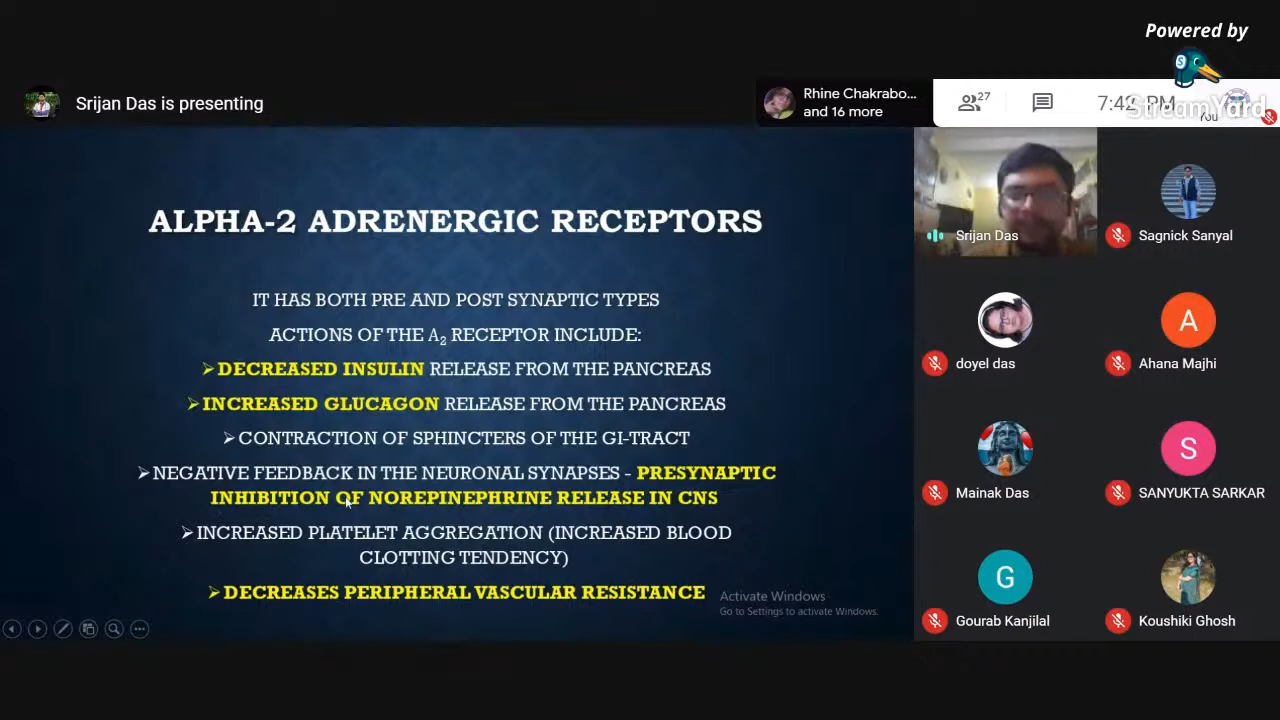 Powered by
S
Srijan Das is presenting
Rhine Chakrabo...
and 16 more
27
7:42 PM
StreamYard
You
ALPHA-2 ADRENERGIC RECEPTORS
IT HAS BOTH PRE AND POST SYNAPTIC TYPES
ACTIONS OF THE Α₂ RECEPTOR INCLUDE:
➢DECREASED INSULIN RELEASE FROM THE PANCREAS
➢INCREASED GLUCAGON RELEASE FROM THE PANCREAS
➢CONTRACTION OF SPHINCTERS OF THE GI-TRACT
➢NEGATIVE FEEDBACK IN THE NEURONAL SYNAPSES - PRESYNAPTIC
INHIBITION OF NOREPINEPHRINE RELEASE IN CNS
➢INCREASED PLATELET AGGREGATION (INCREASED BLOOD
CLOTTING TENDENCY)
➢DECREASES PERIPHERAL VASCULAR RESISTANCE
Activate Windows
Go to Settings to activate Windows.
Srijan Das
Sagnick Sanyal
doyel das
A
Ahana Majhi
Mainak Das
S
SANYUKTA SARKAR
G
Gourab Kanjilal
Koushiki Ghosh